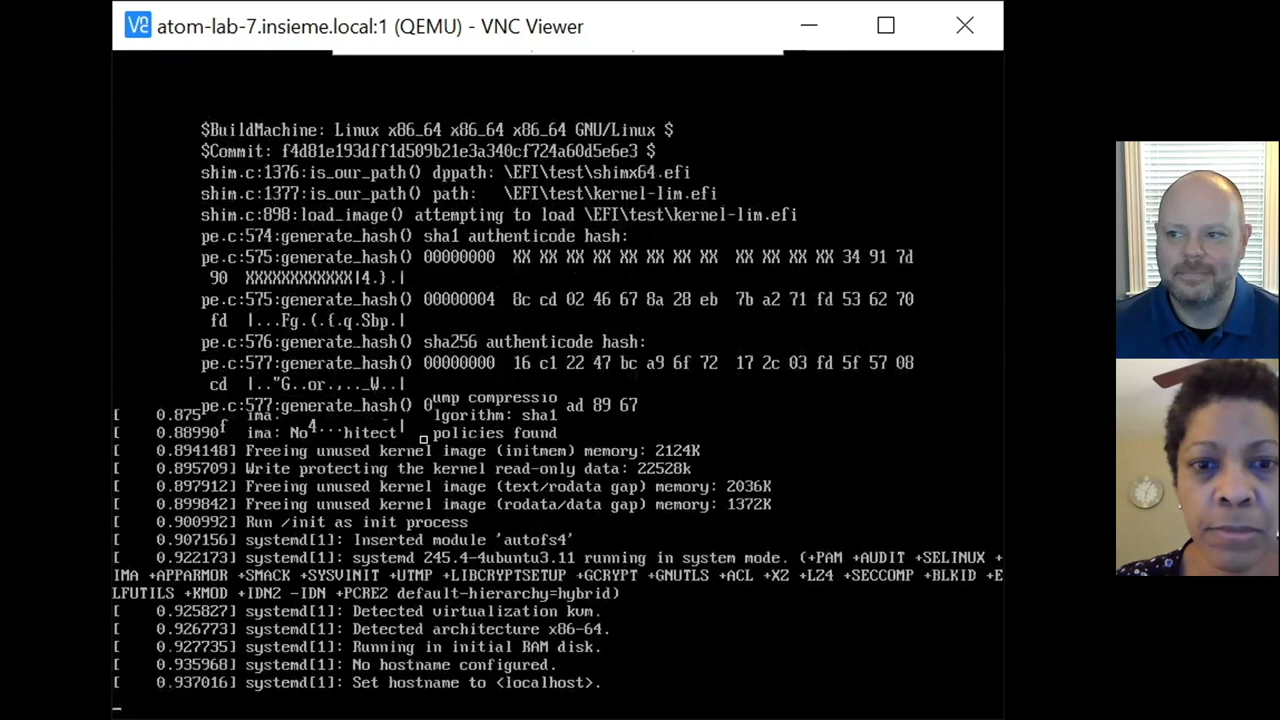 VNC atom-lab-7.insieme.local:1 (QEMU) - VNC Viewer
$BuildMachine: Linux x86_64 x86_64 x86_64 GNU/Linux $
$Commit: f4d81e193dff1d509b21e3a340cf724a60d5e6e3 $
shim.c:1376:is_our_path() dppath: \EFI\test\shimx64.efi
shim.c:1377:is_our_path() path:   \EFI\test\kernel-lim.efi
shim.c:898:load_image() attempting to load \EFI\test\kernel-lim.efi
pe.c:574:generate_hash() sha1 authenticode hash:
pe.c:575:generate_hash() 00000000  XX XX XX XX XX XX XX XX  XX XX XX XX 34 91 7d
90  XXXXXXXXXXXX|4.}.|
pe.c:575:generate_hash() 00000004  8c cd 02 46 67 8a 28 eb  7b a2 71 fd 53 62 70
fd  |...Fg.(.{.q.Sbp.|
pe.c:576:generate_hash() sha256 authenticode hash:
pe.c:577:generate_hash() 00000000  16 c1 22 47 bc a9 6f 72  17 2c 03 fd 5f 57 08
cd  |.."G..or.,.._W..|
pe.c:577:generate_hash() 0ump compressio ad 89 67
[    0.875 ima: lgorithm: sha1
[    0.88990f ima: No4...hitect| policies found
[    0.894148] Freeing unused kernel image (initmem) memory: 2124K
[    0.895709] Write protecting the kernel read-only data: 22528k
[    0.897912] Freeing unused kernel image (text/rodata gap) memory: 2036K
[    0.899842] Freeing unused kernel image (rodata/data gap) memory: 1372K
[    0.900992] Run /init as init process
[    0.907156] systemd[1]: Inserted module 'autofs4'
[    0.922173] systemd[1]: systemd 245.4-4ubuntu3.11 running in system mode. (+PAM +AUDIT +SELINUX +
IMA +APPARMOR +SMACK +SYSVINIT +UTMP +LIBCRYPTSETUP +GCRYPT +GNUTLS +ACL +XZ +LZ4 +SECCOMP +BLKID +E
LFUTILS +KMOD +IDN2 -IDN +PCRE2 default-hierarchy=hybrid)
[    0.925827] systemd[1]: Detected virtualization kvm.
[    0.926773] systemd[1]: Detected architecture x86-64.
[    0.927735] systemd[1]: Running in initial RAM disk.
[    0.935968] systemd[1]: No hostname configured.
[    0.937016] systemd[1]: Set hostname to <localhost>.